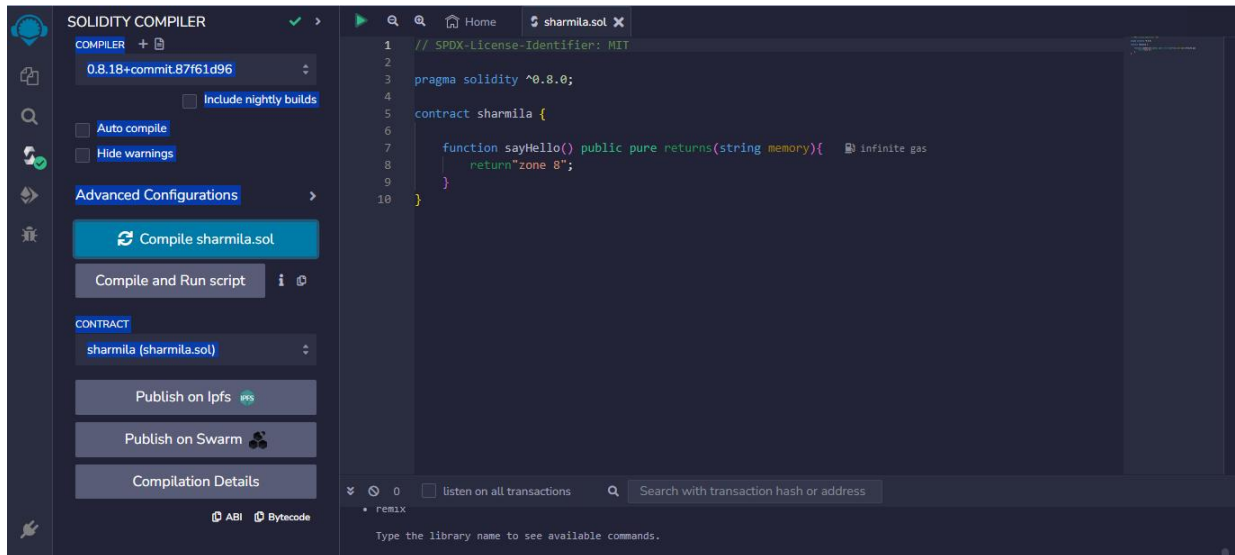 SOLIDITY COMPILER
COMPILER
0.8.18+commit.87f61d96
Include nightly builds
Auto compile
Hide warnings
Advanced Configurations
Compile sharmila.sol
Compile and Run script
CONTRACT
sharmila (sharmila.sol)
Publish on Ipfs IPFS
Publish on Swarm
Compilation Details
ABI Bytecode
Home sharmila.sol
1 // SPDX-License-Identifier: MIT
2
3 pragma solidity ^0.8.0;
4
5 contract sharmila {
6
7 function sayHello() public pure returns(string memory){ infinite gas
8 return"zone 8";
9 }
10 }
0 listen on all transactions Search with transaction hash or address
• remix
Type the library name to see available commands.